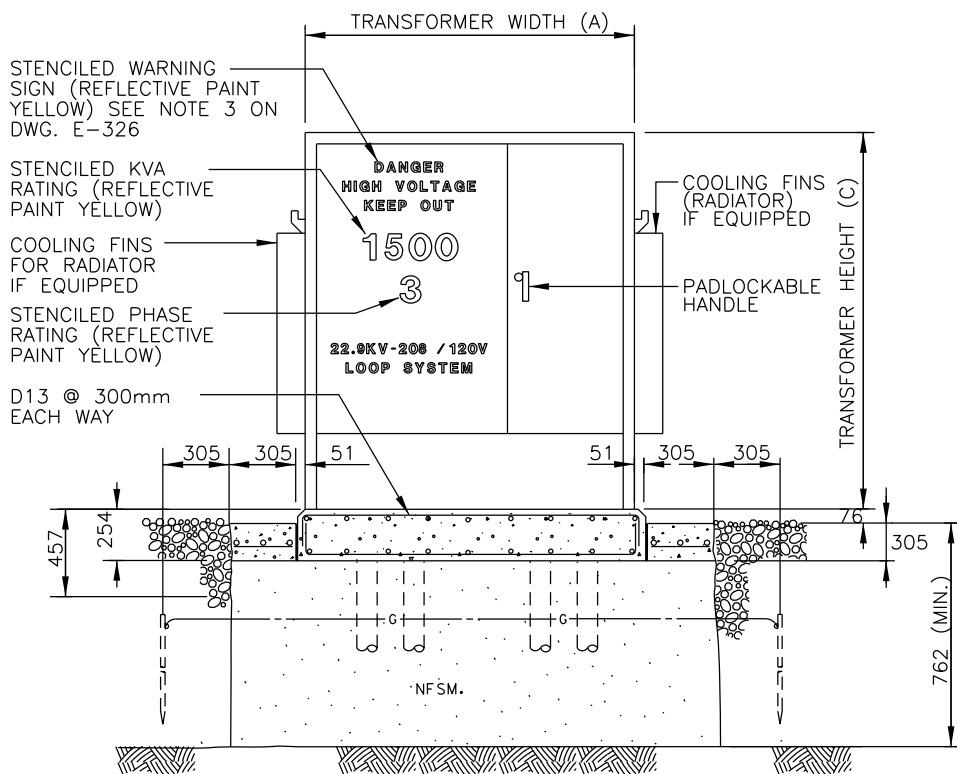 TRANSFORMER WIDTH (A)
STENCILED WARNING
SIGN (REFLECTIVE PAINT
YELLOW) SEE NOTE 3 ON
DWG. E-326
STENCILED KVA
RATING (REFLECTIVE
PAINT YELLOW)
COOLING FINS
FOR RADIATOR
IF EQUIPPED
STENCILED PHASE
RATING (REFLECTIVE
PAINT YELLOW)
D13 @ 300mm
EACH WAY
DANGER
HIGH VOLTAGE
KEEP OUT
1500
3
22.9KV-208 /120V
LOOP SYSTEM
COOLING FINS
(RADIATOR)
IF EQUIPPED
PADLOCKABLE
HANDLE
TRANSFORMER HEIGHT (C)
305
305
51
51
305
305
457
254
76
305
762 (MIN.)
G
G
NFSM.